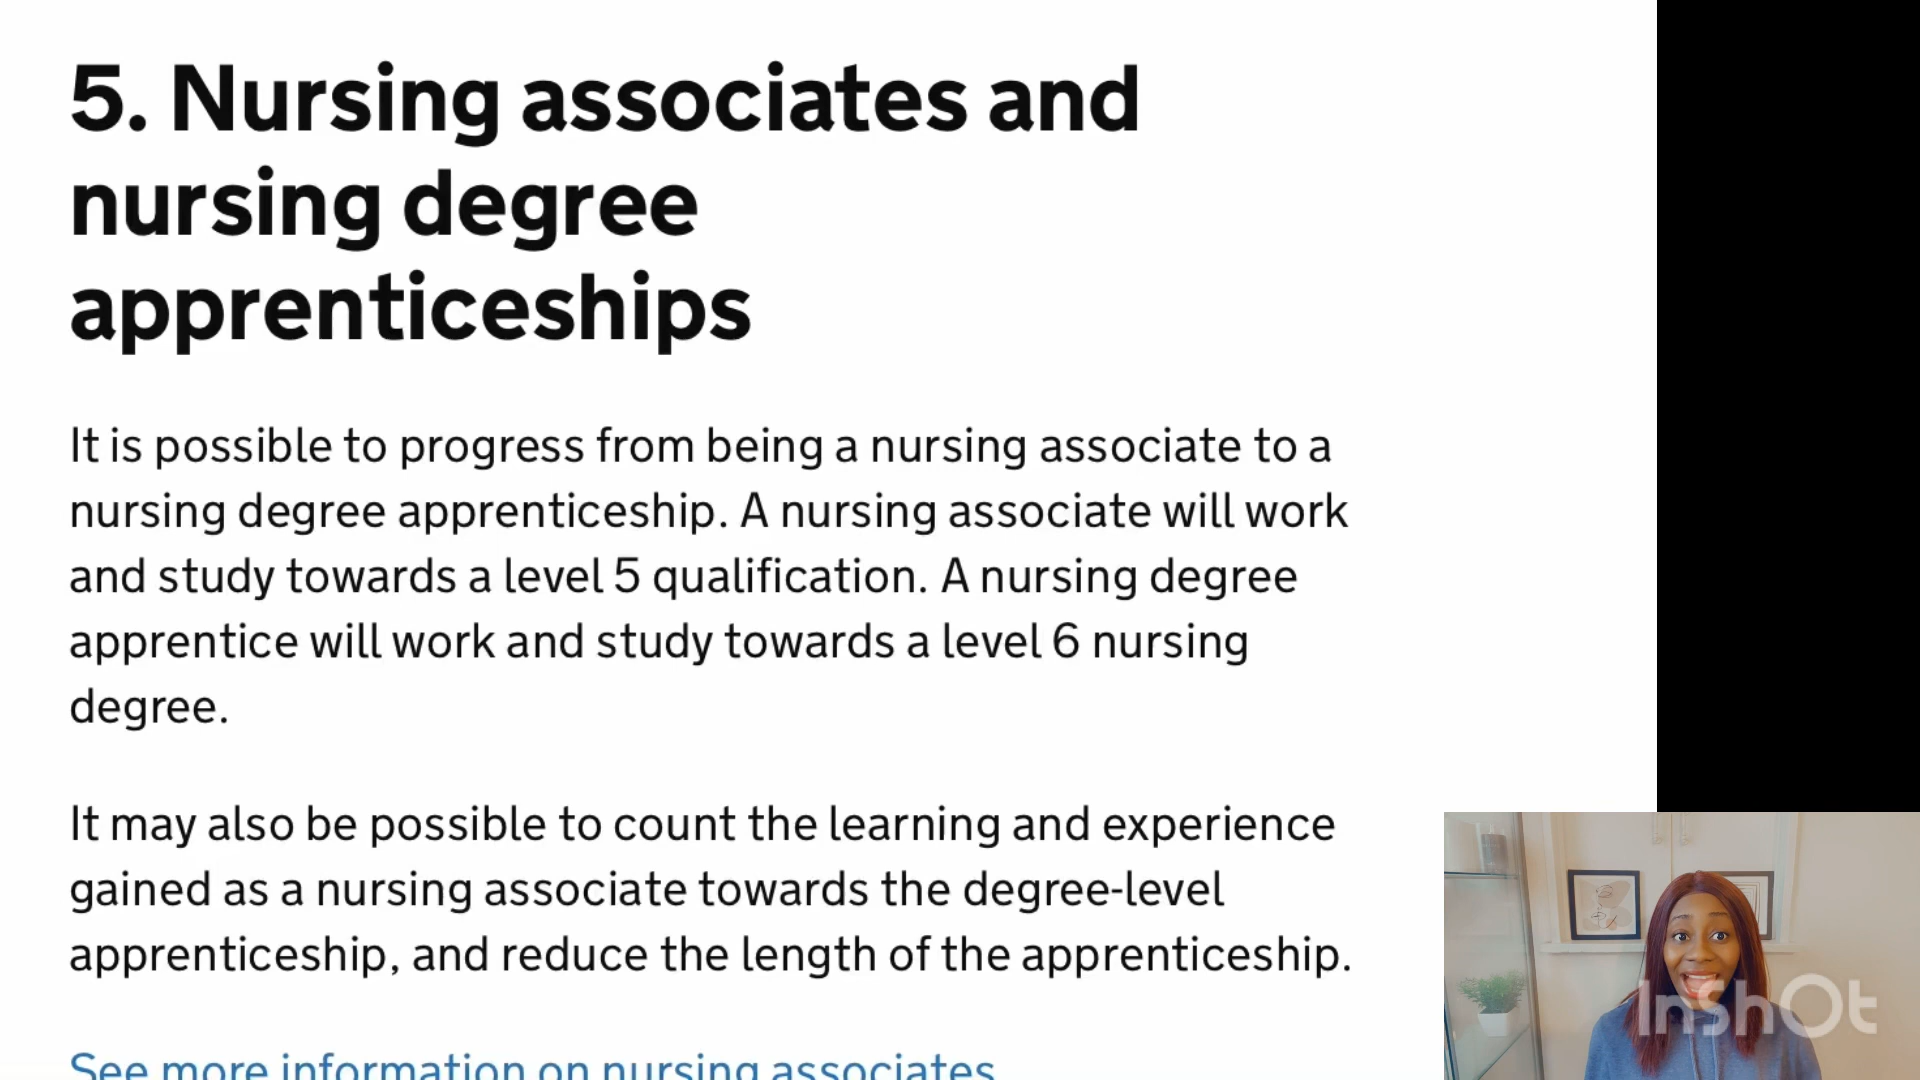 5. Nursing associates and
nursing degree
apprenticeships
It is possible to progress from being a nursing associate to a
nursing degree apprenticeship. A nursing associate will work
and study towards a level 5 qualification. A nursing degree
apprentice will work and study towards a level 6 nursing
degree.
It may also be possible to count the learning and experience
gained as a nursing associate towards the degree-level
apprenticeship, and reduce the length of the apprenticeship.
See more information on nursing associates
InShOt